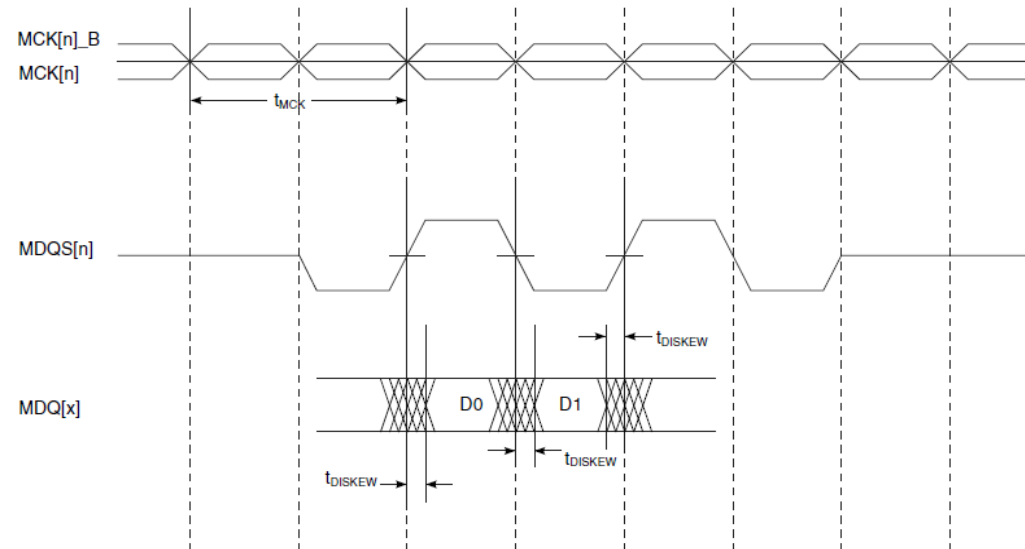 MCK[n]_B
MCK[n]
tMCK
MDQS[n]
tDISKEW
MDQ[x]
D0
D1
tDISKEW
tDISKEW